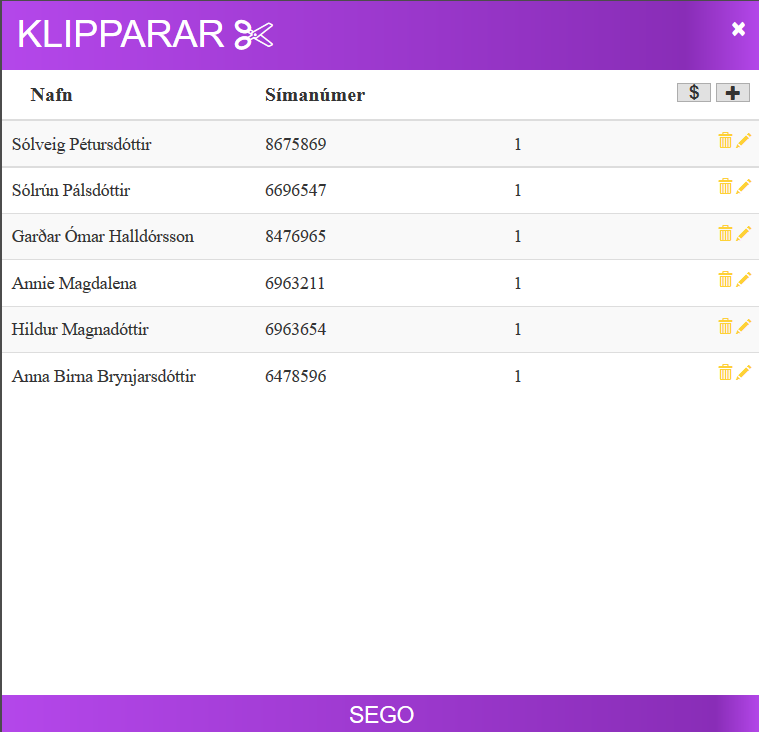 KLIPPARAR
Nafn Símanúmer $
Sólveig Pétursdóttir 8675869 1
Sólrún Pálsdóttir 6696547 1
Garðar Ómar Halldórsson 8476965 1
Annie Magdalena 6963211 1
Hildur Magnadóttir 6963654 1
Anna Birna Brynjarsdóttir 6478596 1
SEGO